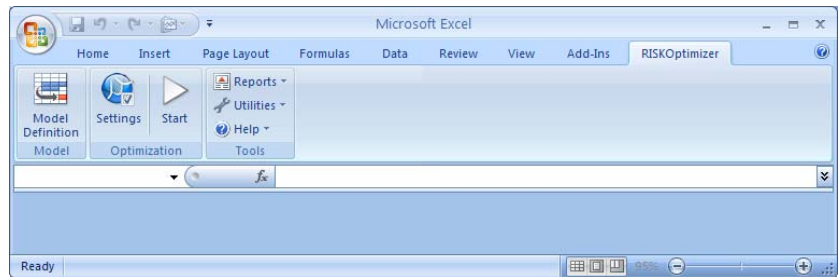 Microsoft Excel
Home Insert Page Layout Formulas Data Review View Add-Ins RISKOptimizer
Model Definition
Settings
Start
Reports
Utilities
Help
Model
Optimization
Tools
fx
Ready
95%